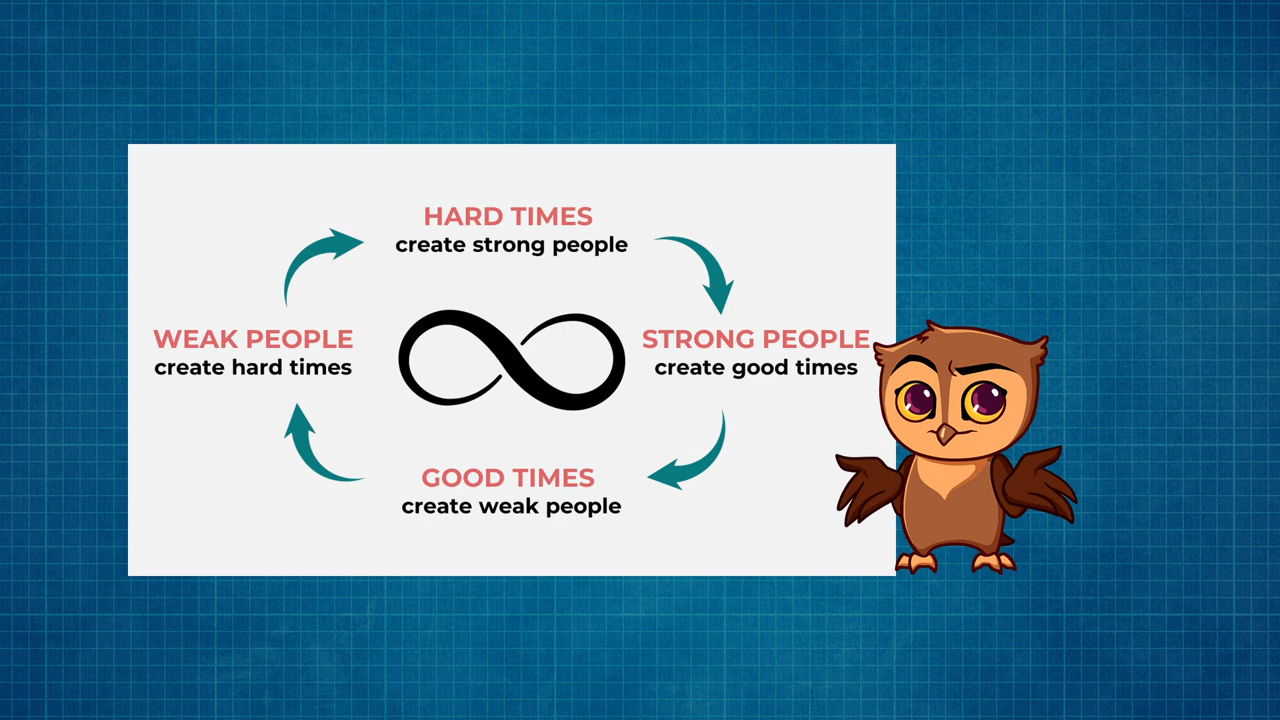 HARD TIMES
create strong people
WEAK PEOPLE
create hard times
STRONG PEOPLE
create good times
GOOD TIMES
create weak people